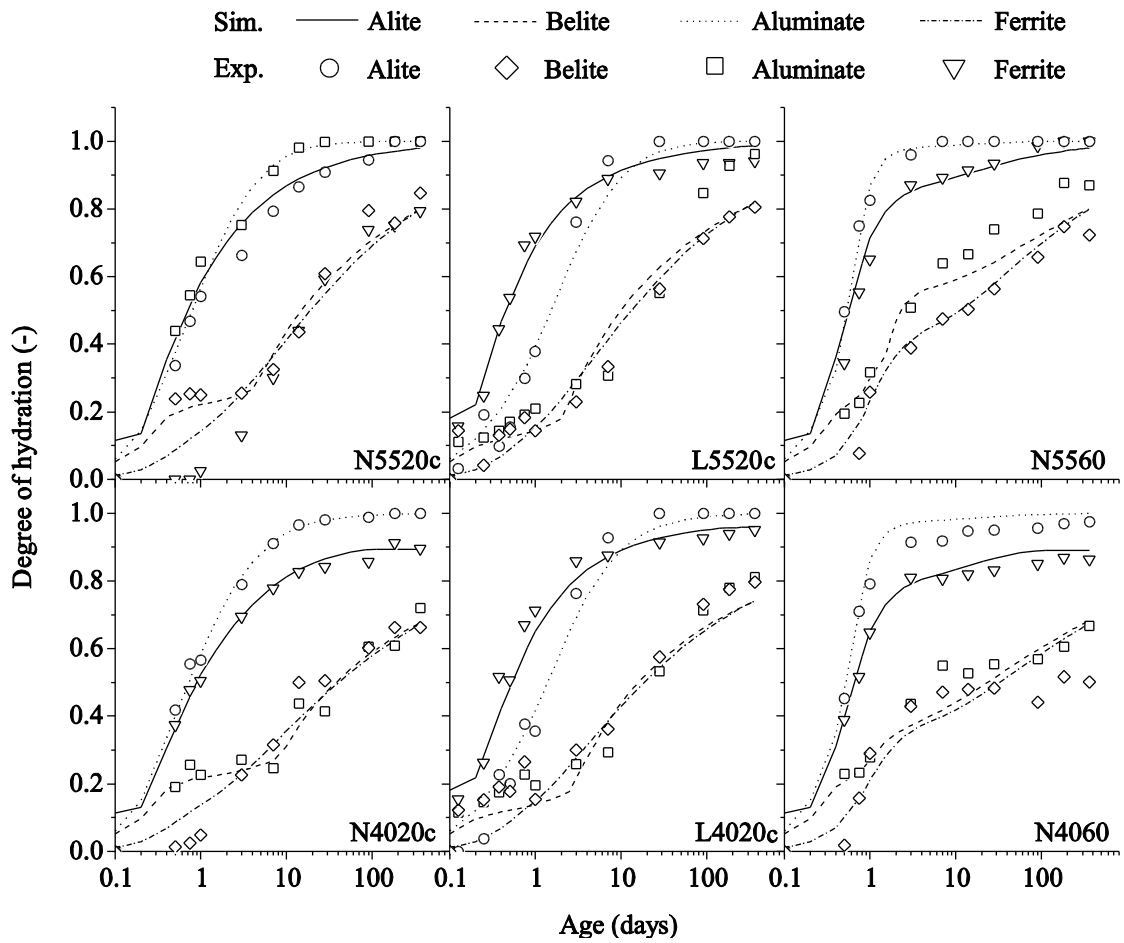 Sim. Alite Belite Aluminate Ferrite
Exp. Alite Belite Aluminate Ferrite
Degree of hydration (-)
1.0
0.8
0.6
0.4
0.2
0.0
N5520c L5520c N5560
1.0
0.8
0.6
0.4
0.2
0.0
N4020c L4020c N4060
0.1 1 10 100 0.1 1 10 100 0.1 1 10 100
Age (days)